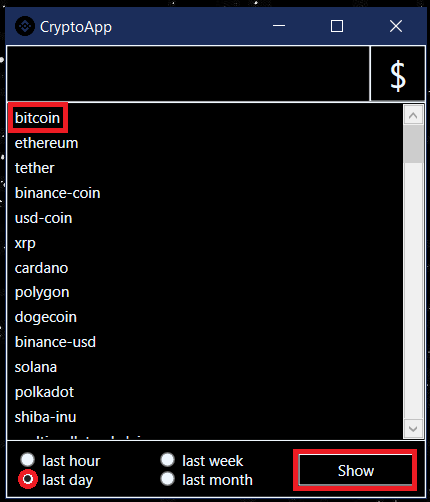 CryptoApp
$
bitcoin
ethereum
tether
binance-coin
usd-coin
xrp
cardano
polygon
dogecoin
binance-usd
solana
polkadot
shiba-inu
last hour
last week
last day
last month
Show